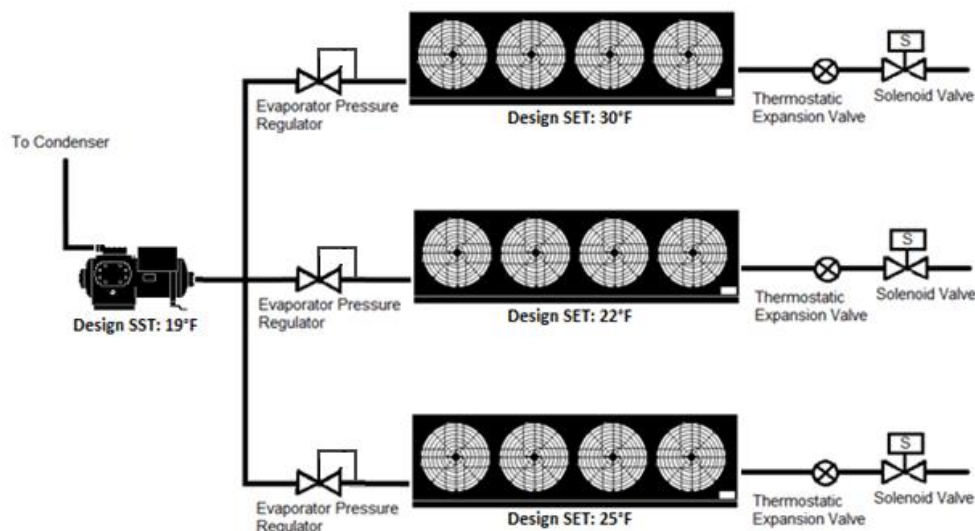 S
Evaporator Pressure
Regulator
Design SET: 30°F
Thermostatic
Expansion Valve
Solenoid Valve
To Condenser
S
Design SST: 19°F
Evaporator Pressure
Regulator
Design SET: 22°F
Thermostatic
Expansion Valve
Solenoid Valve
S
Evaporator Pressure
Regulator
Design SET: 25°F
Thermostatic
Expansion Valve
Solenoid Valve